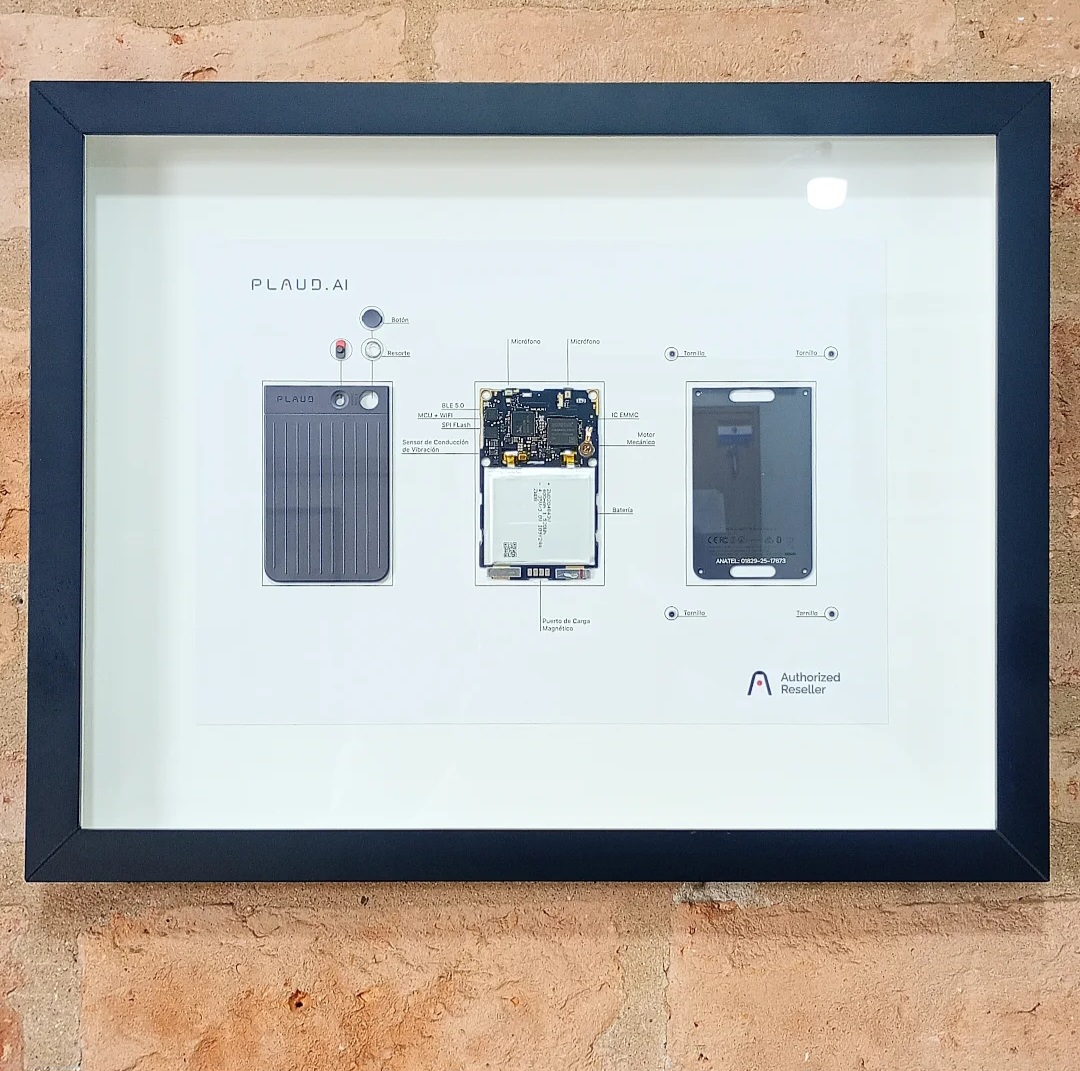 PLAUD.AI
Botón
Resorte
Micrófono
Micrófono
Tornillo
Tornillo
PLAUD
BLE 5.0
MCU + WIFI
SPI FLash
Sensor de Conducción
de Vibración
IC EMMC
Motor
Mecánico
Batería
ANATEL: 01829-25-17673
Puerto de Carga
Magnético
Tornillo
Tornillo
Authorized
Reseller